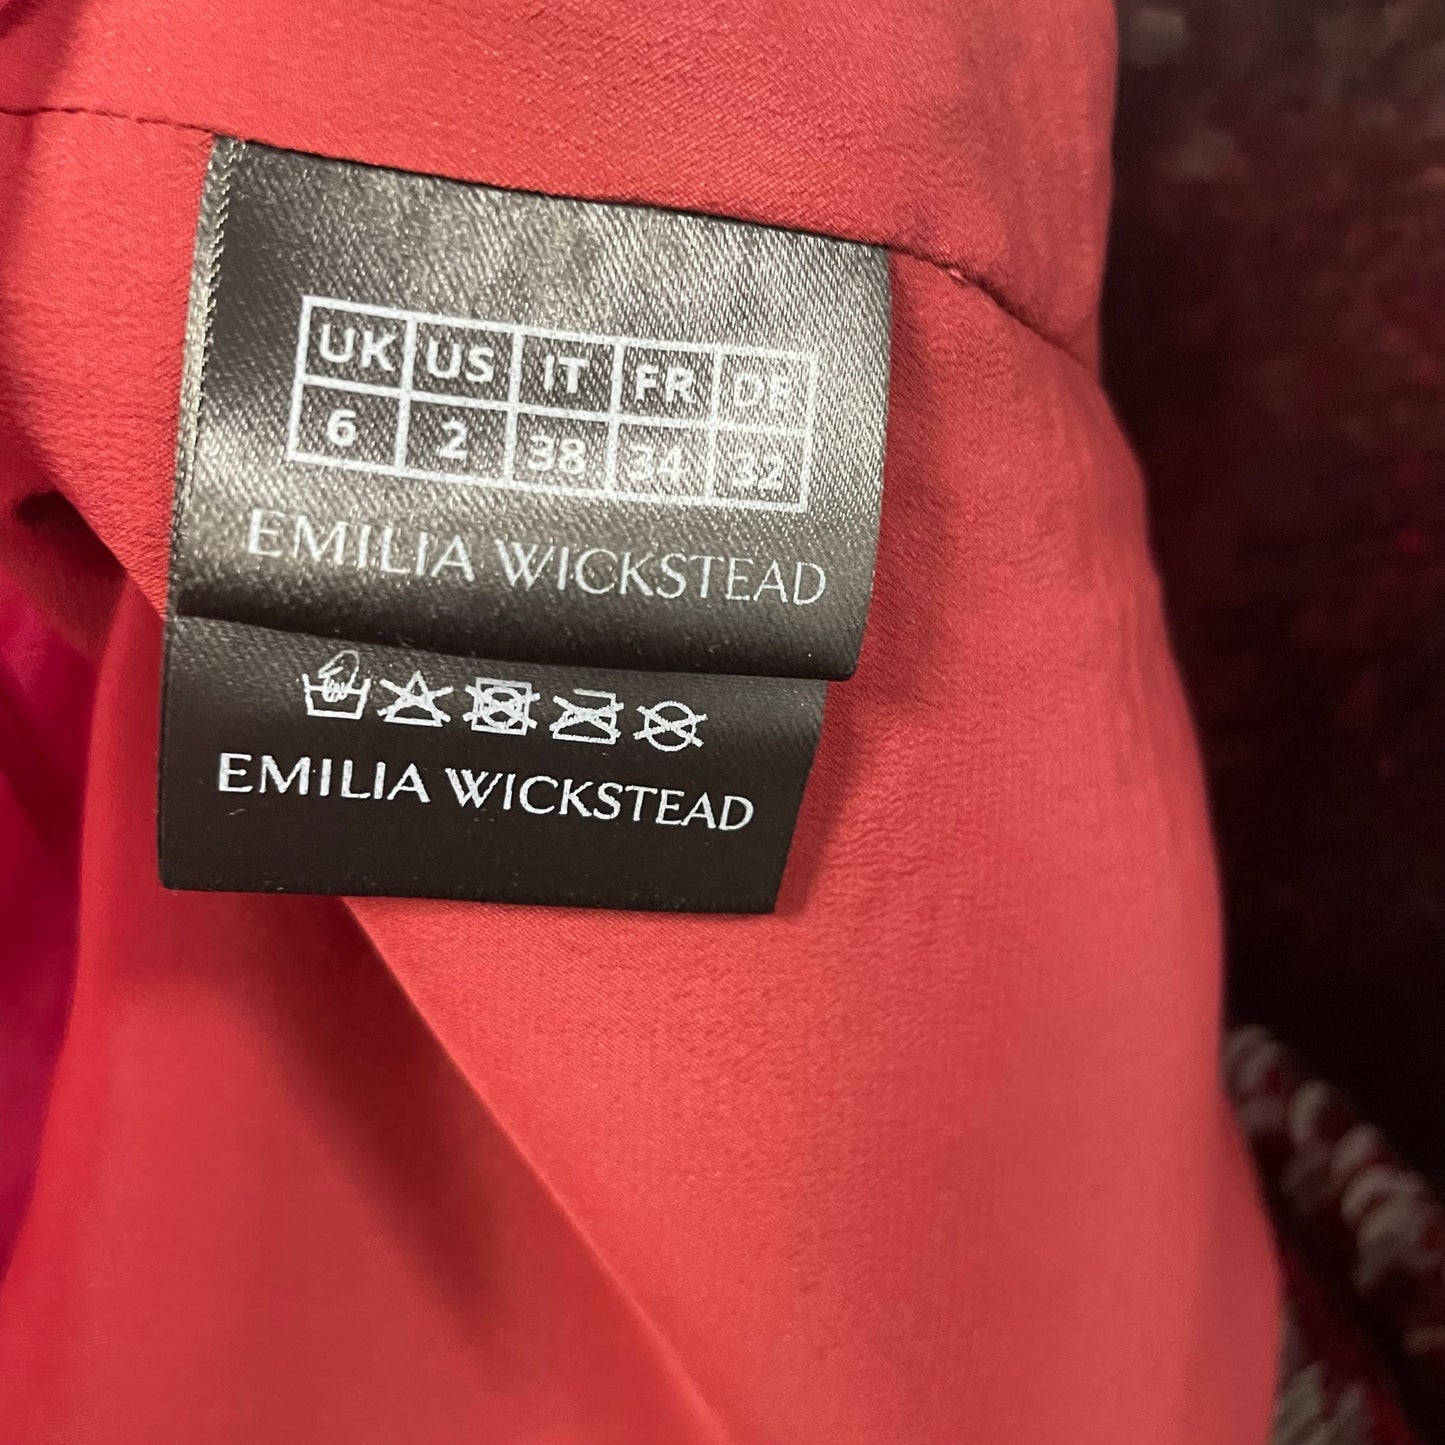 UK US IT FR DE
6 2 38 34 32
EMILIA WICKSTEAD
EMILIA WICKSTEAD